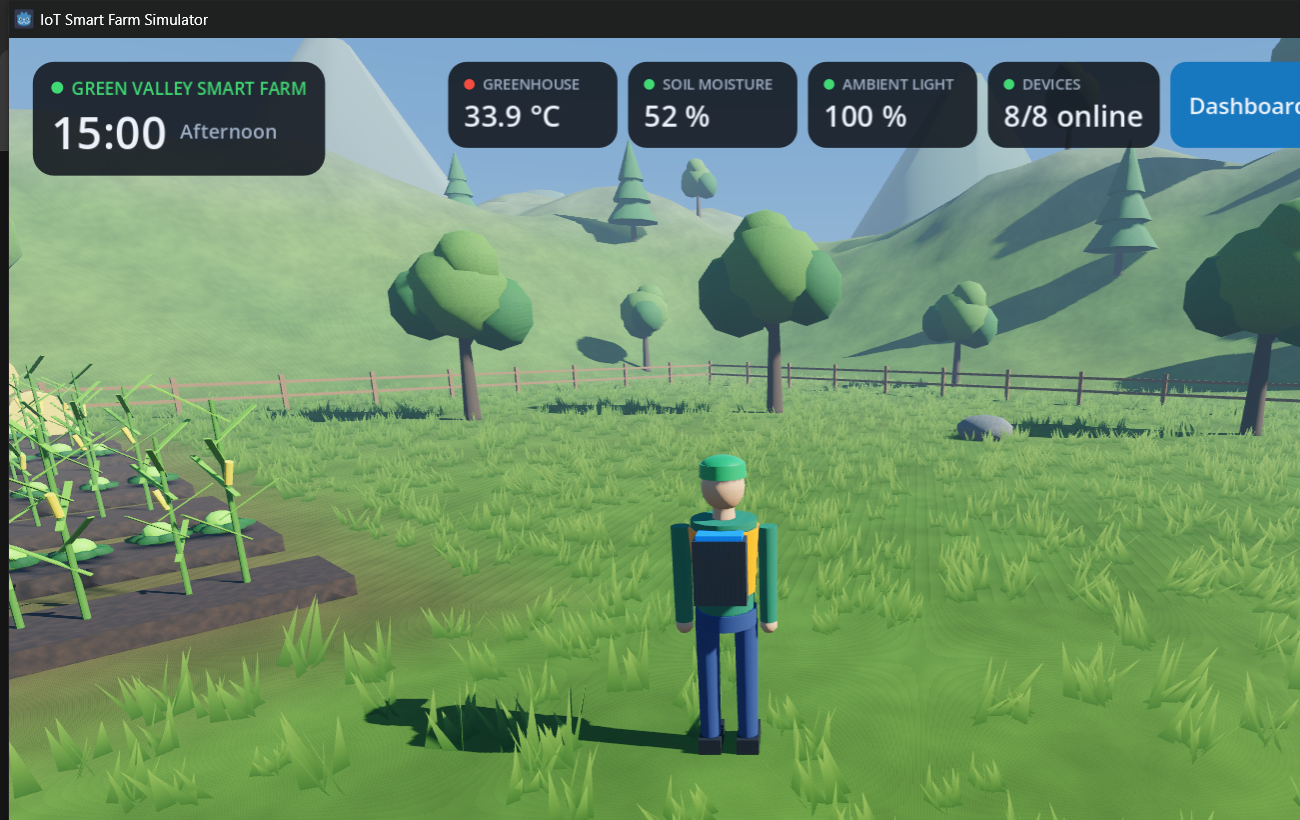 IoT Smart Farm Simulator
GREEN VALLEY SMART FARM
15:00 Afternoon
GREENHOUSE
33.9 °C
SOIL MOISTURE
52 %
AMBIENT LIGHT
100 %
DEVICES
8/8 online